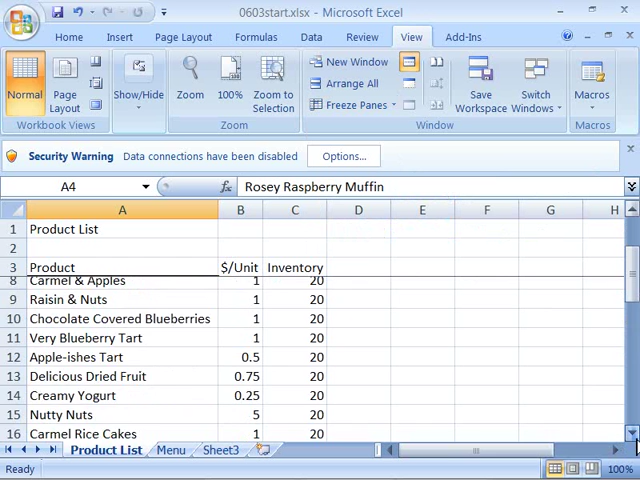 0603start.xlsx - Microsoft Excel
Home Insert Page Layout Formulas Data Review View Add-Ins
Normal Page Layout Show/Hide Zoom 100% Zoom to Selection New Window Arrange All Freeze Panes Save Workspace Switch Windows Macros
Workbook Views Zoom Window Macros
Security Warning Data connections have been disabled Options...
A4 fx Rosey Raspberry Muffin
A B C D E F G H
1 Product List
2
3 Product $/Unit Inventory
8 Carmel & Apples 1 20
9 Raisin & Nuts 1 20
10 Chocolate Covered Blueberries 1 20
11 Very Blueberry Tart 1 20
12 Apple-ishes Tart 0.5 20
13 Delicious Dried Fruit 0.75 20
14 Creamy Yogurt 0.25 20
15 Nutty Nuts 5 20
16 Carmel Rice Cakes 1 20
Product List Menu Sheet3
Ready 100%